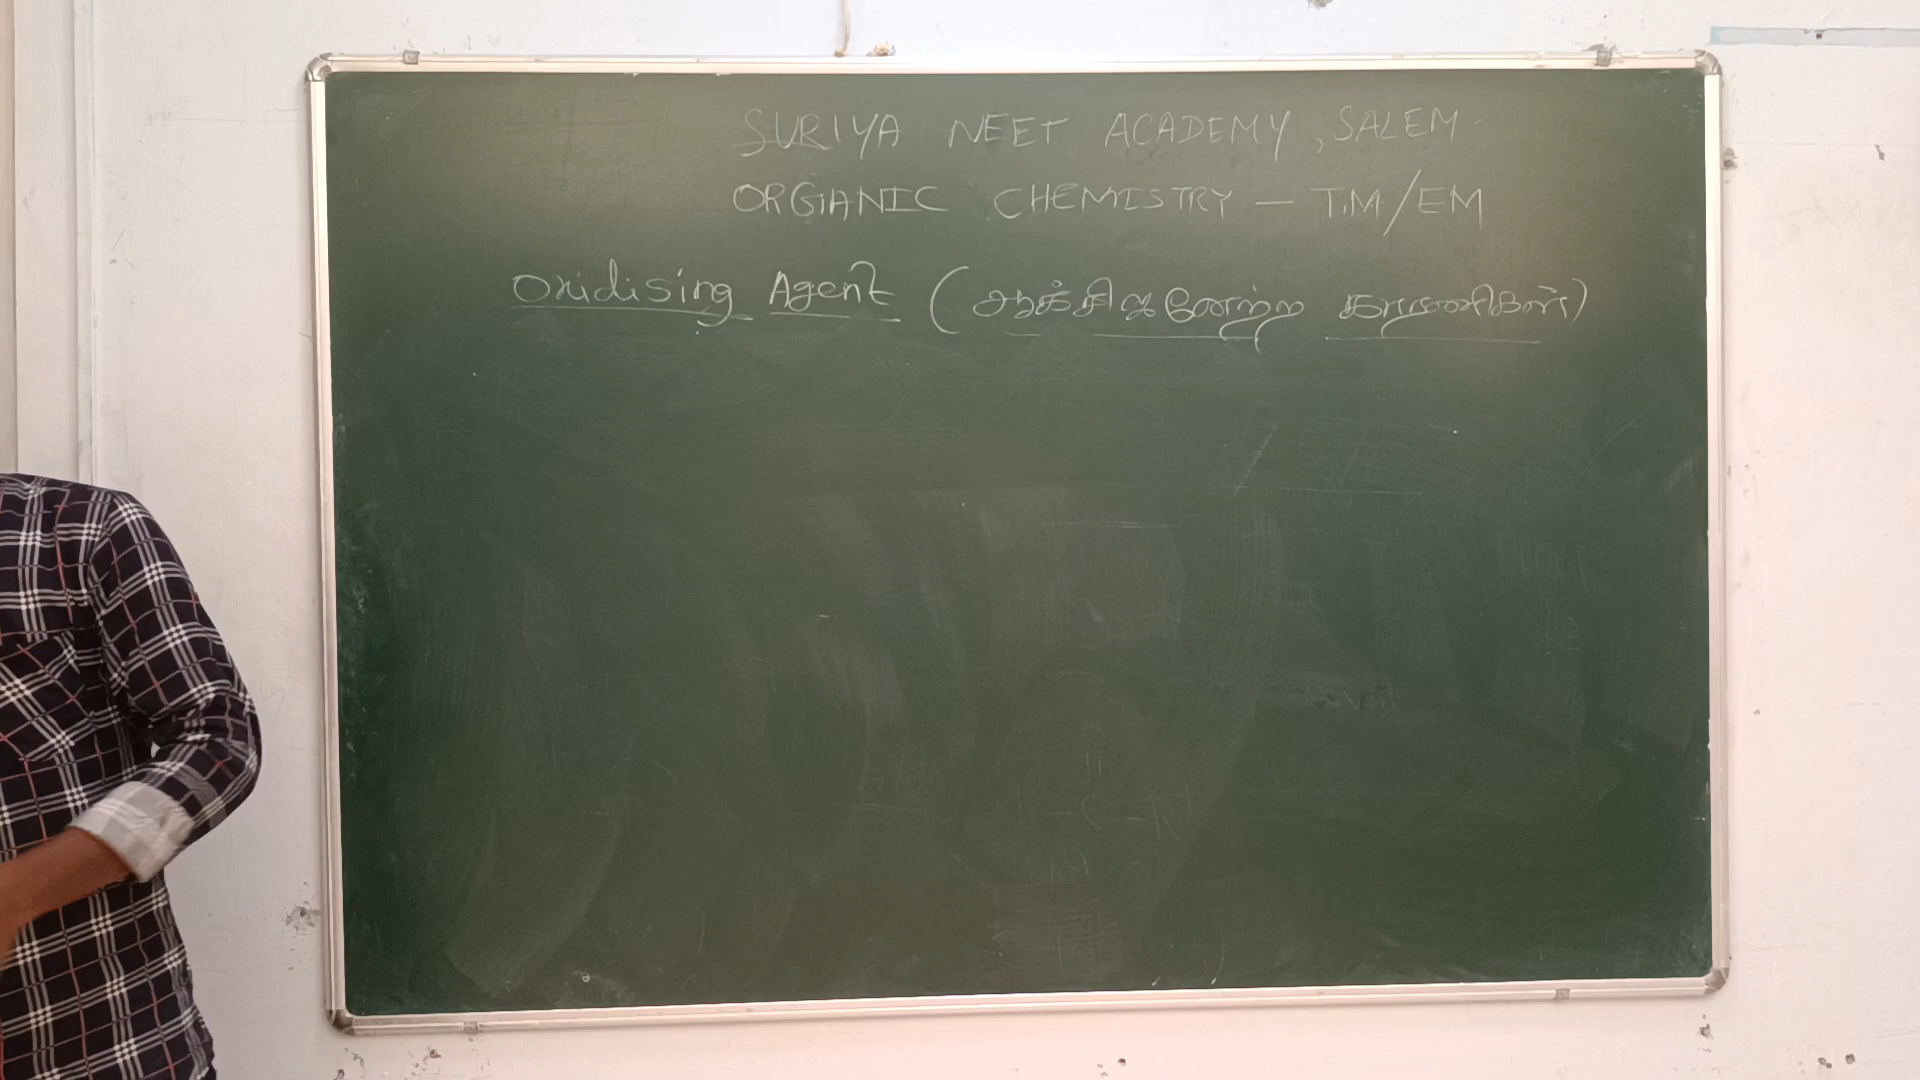 SURIYA NEET ACADEMY, SALEM.
ORGANIC CHEMISTRY – T.M/EM
Oxidising Agent (ஆக்சிஜனேற்ற காரணிகள்)
R – C – R'